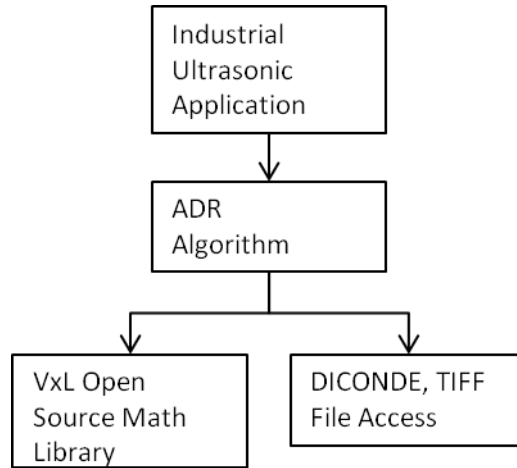 Industrial
Ultrasonic
Application
ADR
Algorithm
VxL Open
Source Math
Library
DICONDE, TIFF
File Access